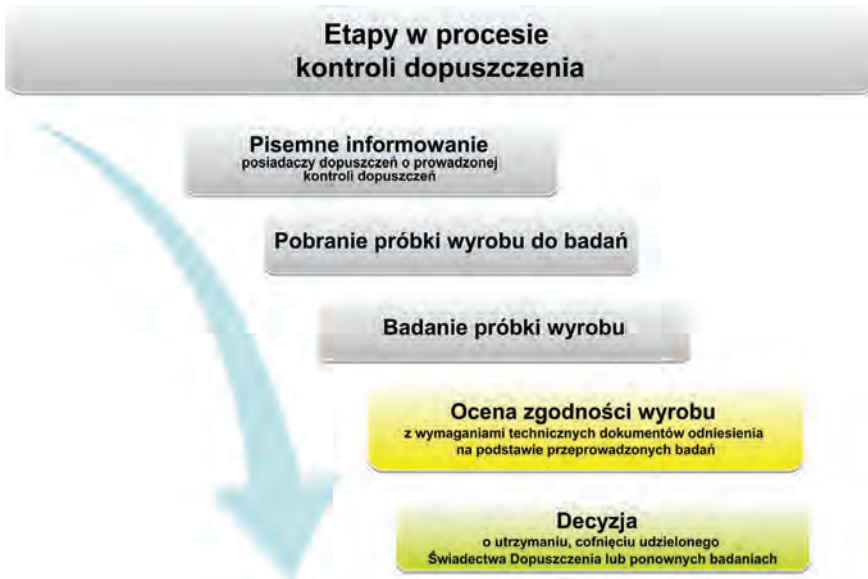 Etapy w procesie
kontroli dopuszczenia
Pisemne informowanie
posiadaczy dopuszczeń o prowadzonej
kontroli dopuszczeń
Pobranie próbki wyrobu do badań
Badanie próbki wyrobu
Ocena zgodności wyrobu
z wymaganiami technicznych dokumentów odniesienia
na podstawie przeprowadzonych badań
Decyzja
o utrzymaniu, cofnięciu udzielonego
Świadectwa Dopuszczenia lub ponownych badaniach